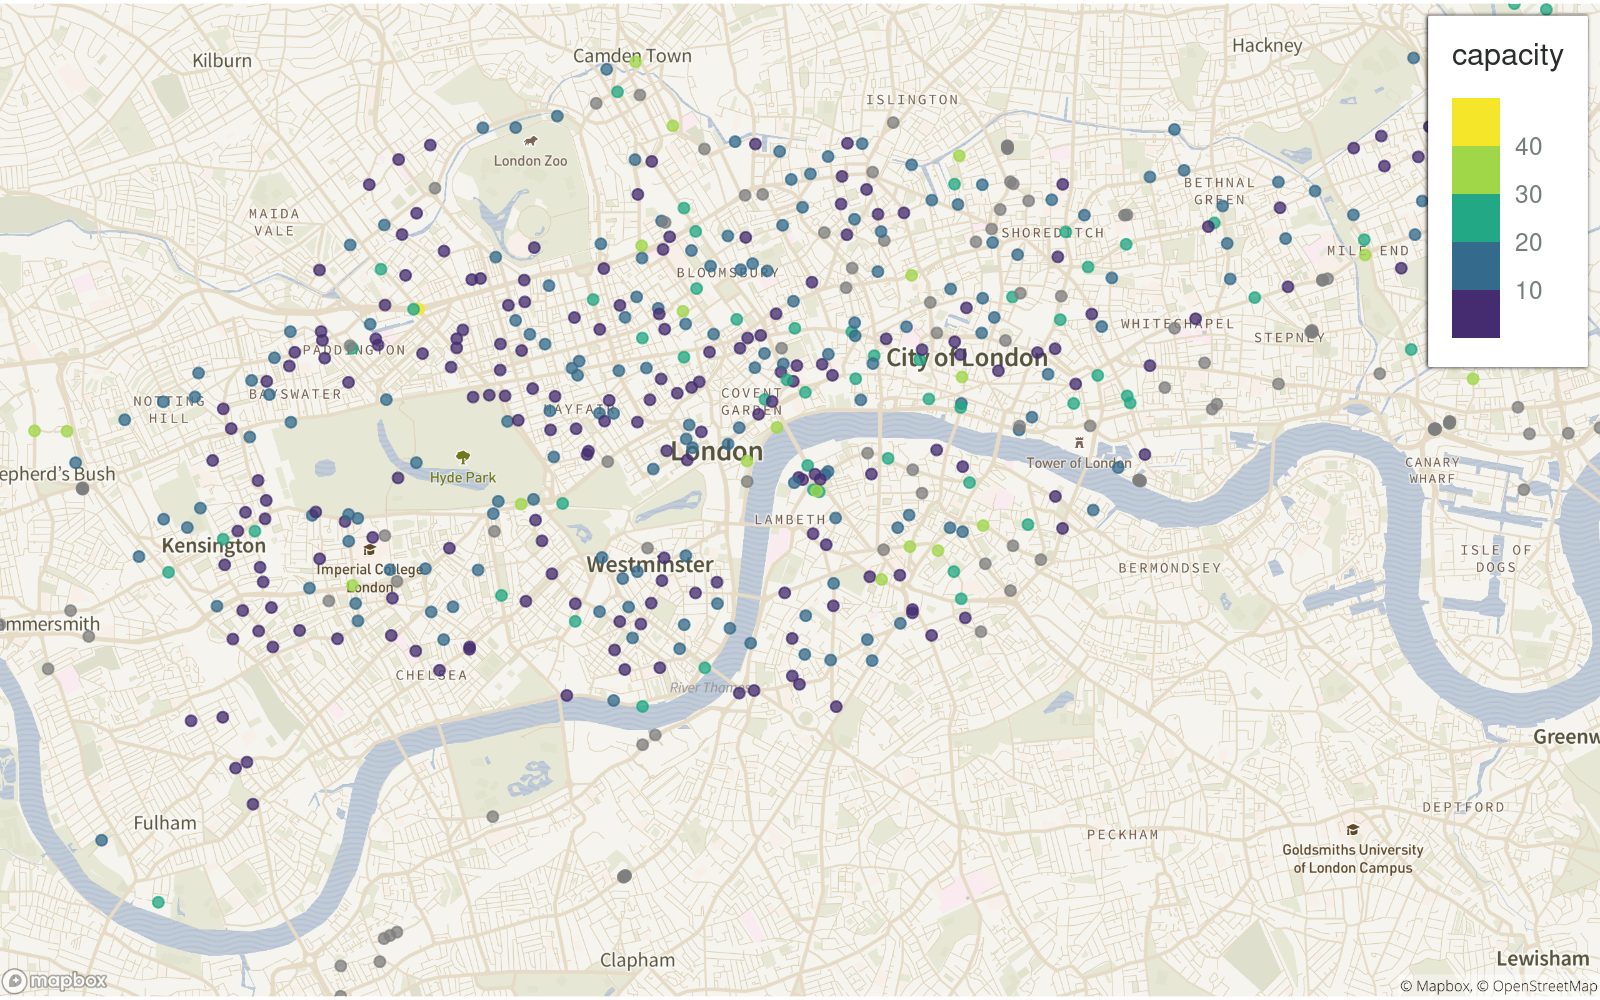 Kilburn
Camden Town
Hackney
ISLINGTON
London Zoo
MAIDA
VALE
BETHNAL
GREEN
SHOREDITCH
MILE END
BLOOMSBURY
WHITECHAPEL
STEPNEY
PADDINGTON
City of London
BAYSWATER
NOTTING
HILL
MAYFAIR
COVENT
GARDEN
London
Tower of London
Hyde Park
epherd's Bush
CANARY
WHARF
LAMBETH
Kensington
Imperial College
London
Westminster
BERMONDSEY
ISLE OF
DOGS
ammersmith
CHELSEA
River Thames
Greenw
Fulham
DEPTFORD
PECKHAM
Goldsmiths University
of London Campus
Clapham
Lewisham
capacity
40
30
20
10
mapbox
© Mapbox, © OpenStreetMap